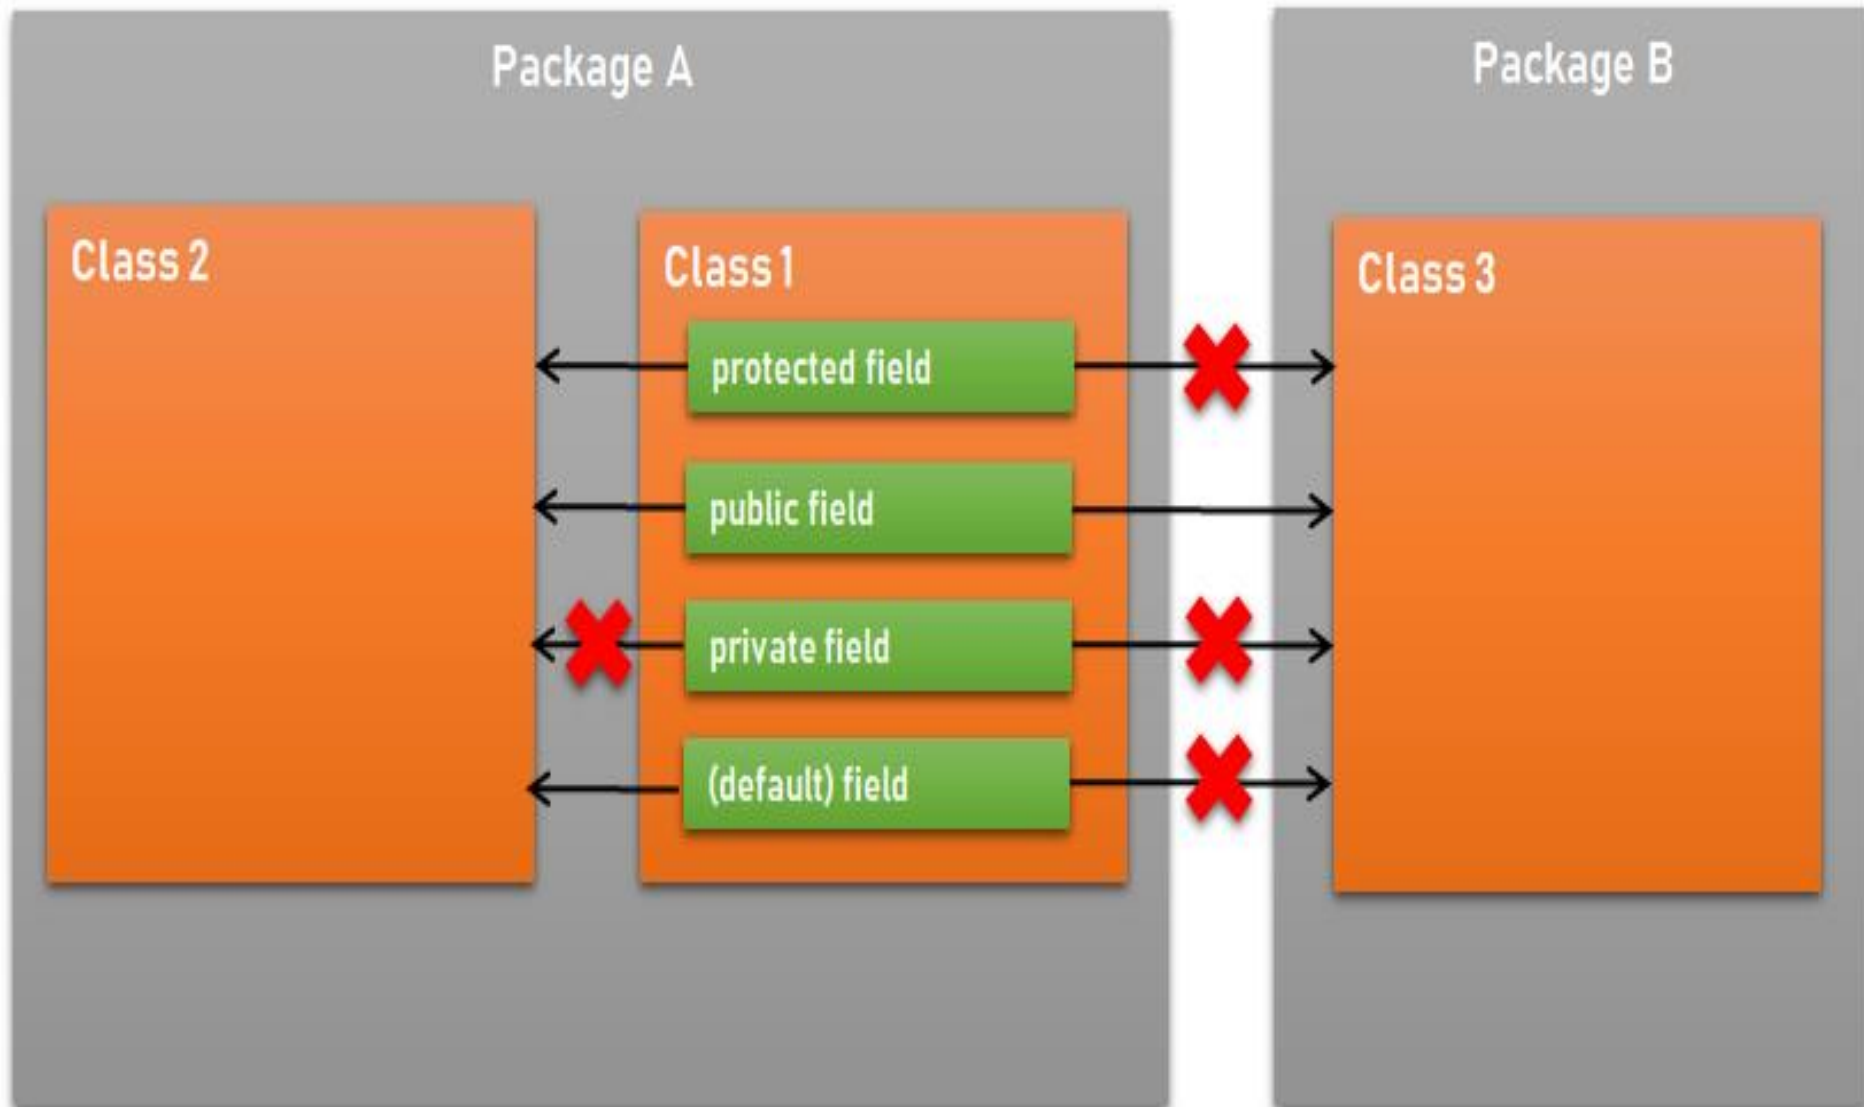 Package A
Package B
Class 2
Class 1
Class 3
protected field
public field
private field
(default) field